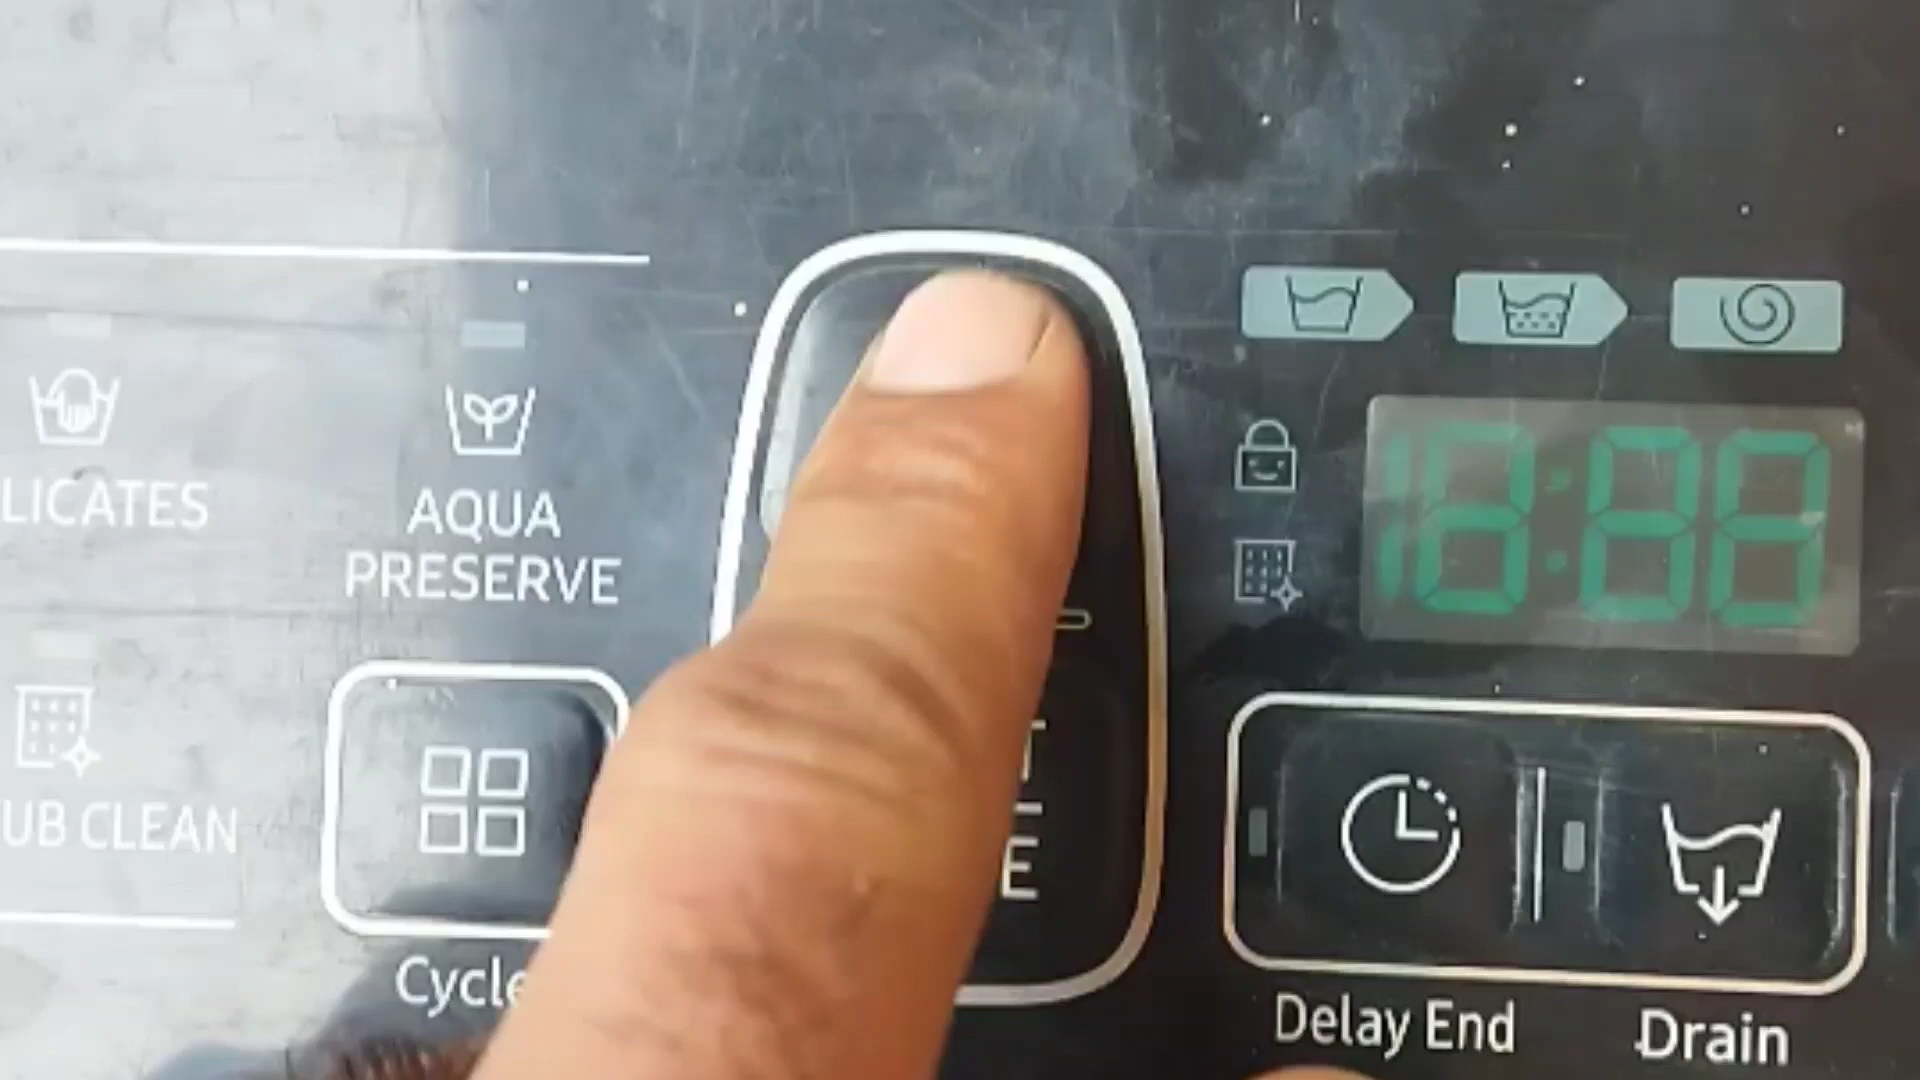 LICATES
AQUA
PRESERVE
UB CLEAN
Cycle
T
E
18:88
Delay End
Drain